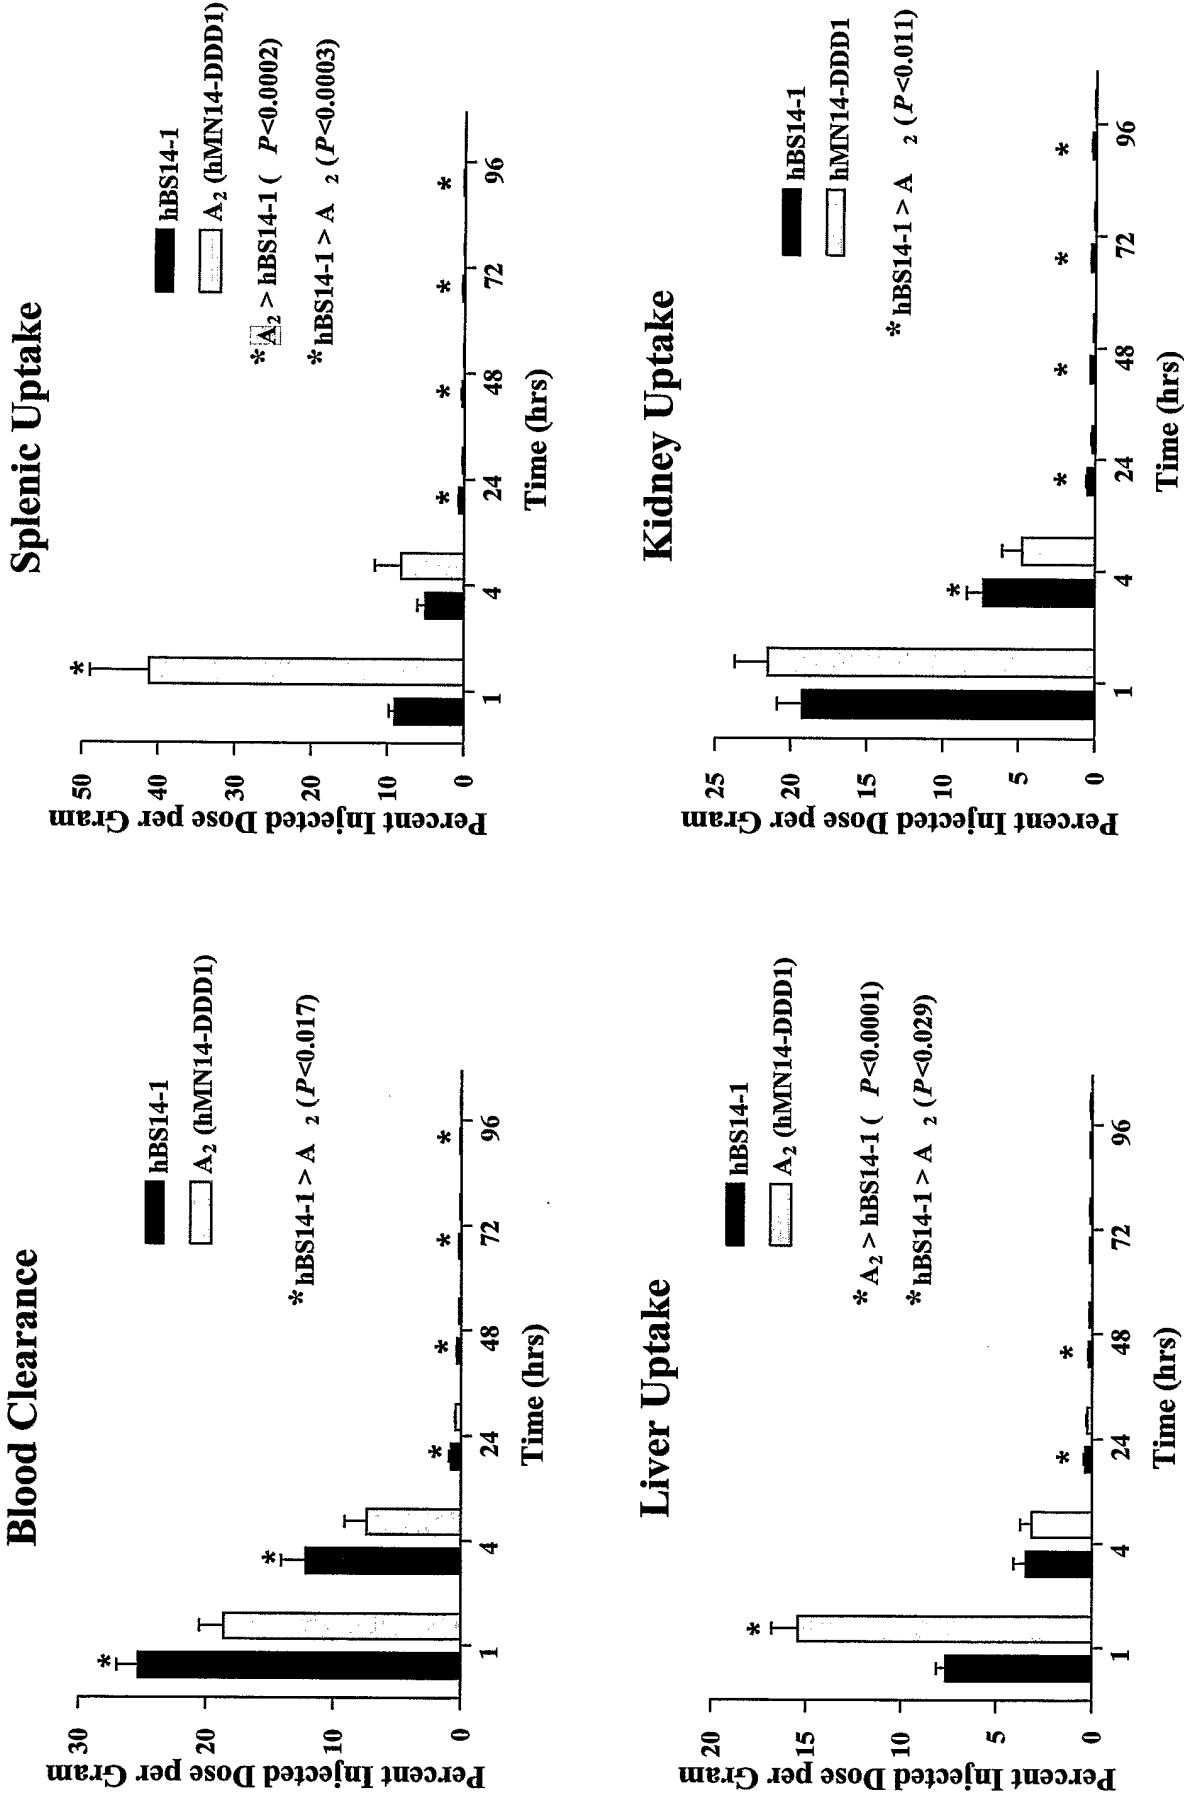 Blood Clearance
Percent Injected Dose per Gram
30
20
10
0
*
*
*
*
*
*
1
4
24
48
72
96
Time (hrs)
hBS14-1
A2 (hMN14-DDD1)
*hBS14-1 > A 2 (P<0.017)
Splenic Uptake
Percent Injected Dose per Gram
50
40
30
20
10
0
*
*
*
*
*
1
4
24
48
72
96
Time (hrs)
hBS14-1
A2 (hMN14-DDD1)
*A2 > hBS14-1 ( P<0.0002)
*hBS14-1 > A 2 (P<0.0003)
Liver Uptake
Percent Injected Dose per Gram
20
15
10
5
0
*
*
*
1
4
24
48
72
96
Time (hrs)
hBS14-1
A2 (hMN14-DDD1)
*A2 > hBS14-1 ( P<0.0001)
*hBS14-1 > A 2 (P<0.029)
Kidney Uptake
Percent Injected Dose per Gram
25
20
15
10
5
0
*
*
*
*
*
1
4
24
48
72
96
Time (hrs)
hBS14-1
hMN14-DDD1
*hBS14-1 > A 2 (P<0.011)